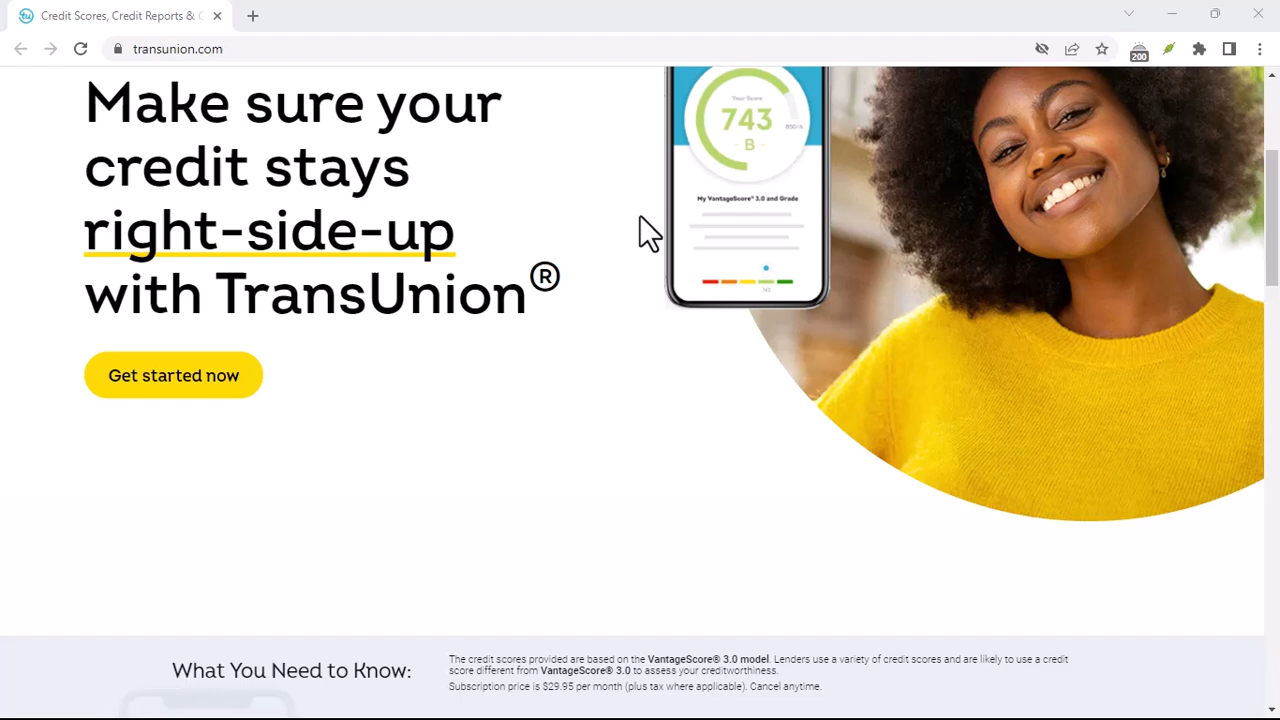 Credit Scores, Credit Reports & C
transunion.com
200
Make sure your
credit stays
right-side-up
with TransUnion®
Get started now
Your Score
743
B
My VantageScore® 3.0 and Grade
What You Need to Know:
The credit scores provided are based on the VantageScore® 3.0 model. Lenders use a variety of credit scores and are likely to use a credit
score different from VantageScore® 3.0 to assess your creditworthiness.
Subscription price is $29.95 per month (plus tax where applicable). Cancel anytime.